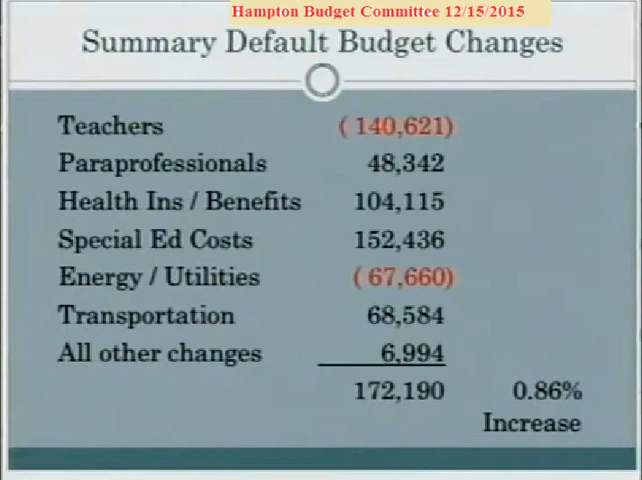 Hampton Budget Committee 12/15/2015
Summary Default Budget Changes
Teachers ( 140,621)
Paraprofessionals 48,342
Health Ins / Benefits 104,115
Special Ed Costs 152,436
Energy / Utilities ( 67,660)
Transportation 68,584
All other changes 6,994
172,190 0.86%
Increase